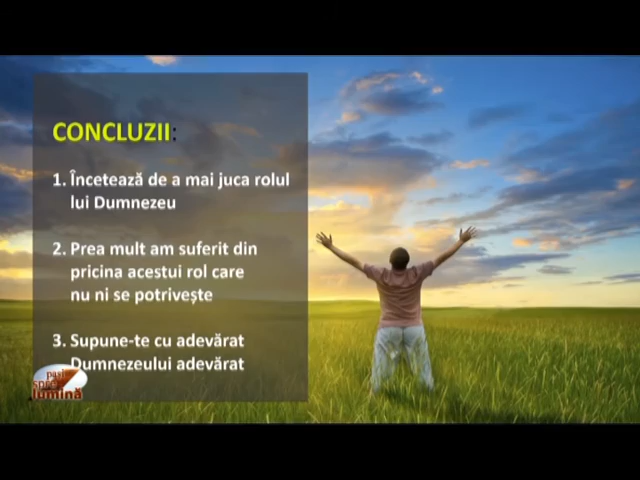 CONCLUZII:
1. Încetează de a mai juca rolul
lui Dumnezeu
2. Prea mult am suferit din
pricina acestui rol care
nu ni se potrivește
3. Supune-te cu adevărat
Dumnezeului adevărat
pași
spre
lumină